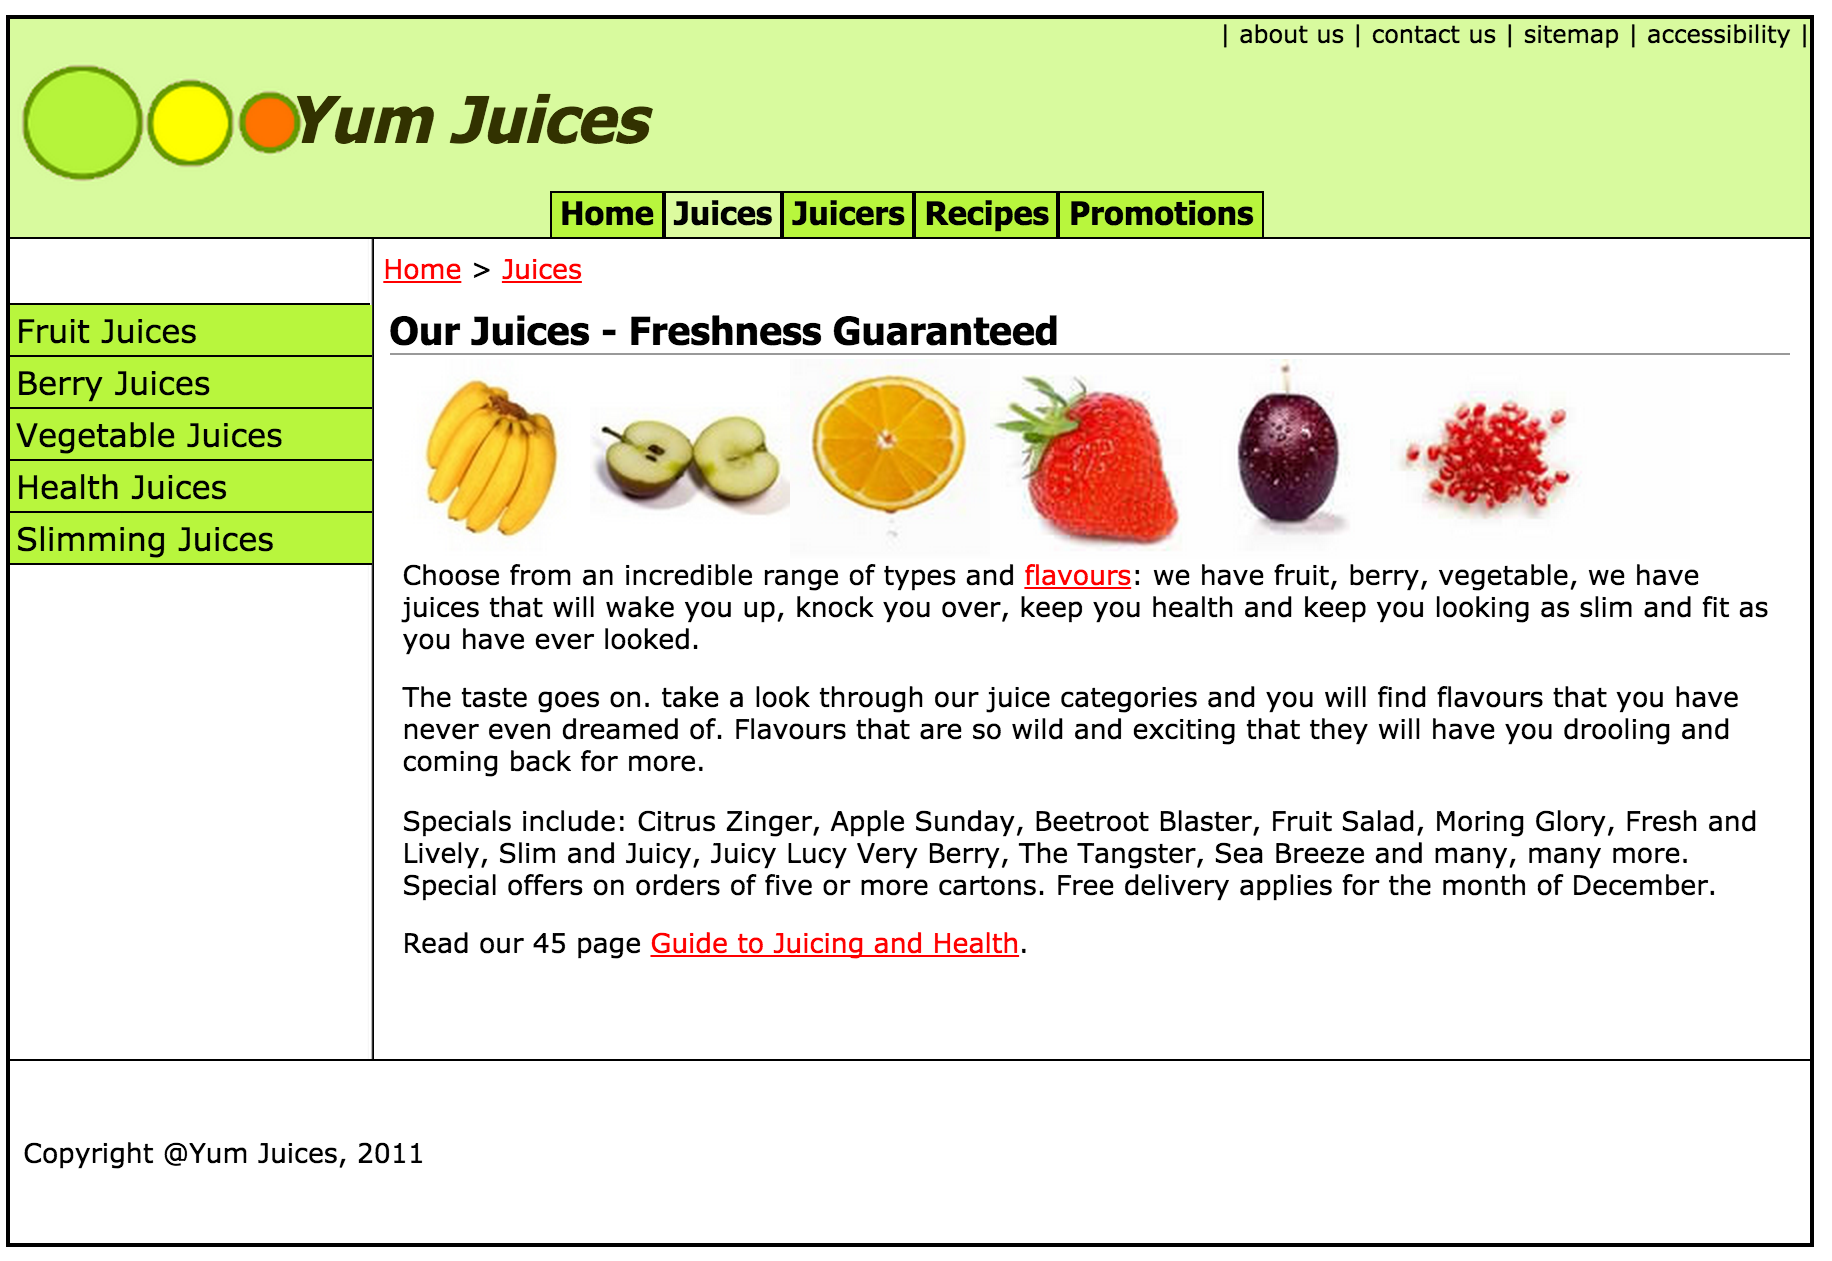 | about us | contact us | sitemap | accessibility |
Yum Juices
Home Juices Juicers Recipes Promotions
Home > Juices
Fruit Juices
Berry Juices
Vegetable Juices
Health Juices
Slimming Juices
Our Juices - Freshness Guaranteed
Choose from an incredible range of types and flavours: we have fruit, berry, vegetable, we have
juices that will wake you up, knock you over, keep you health and keep you looking as slim and fit as
you have ever looked.
The taste goes on. take a look through our juice categories and you will find flavours that you have
never even dreamed of. Flavours that are so wild and exciting that they will have you drooling and
coming back for more.
Specials include: Citrus Zinger, Apple Sunday, Beetroot Blaster, Fruit Salad, Moring Glory, Fresh and
Lively, Slim and Juicy, Juicy Lucy Very Berry, The Tangster, Sea Breeze and many, many more.
Special offers on orders of five or more cartons. Free delivery applies for the month of December.
Read our 45 page Guide to Juicing and Health.
Copyright @Yum Juices, 2011